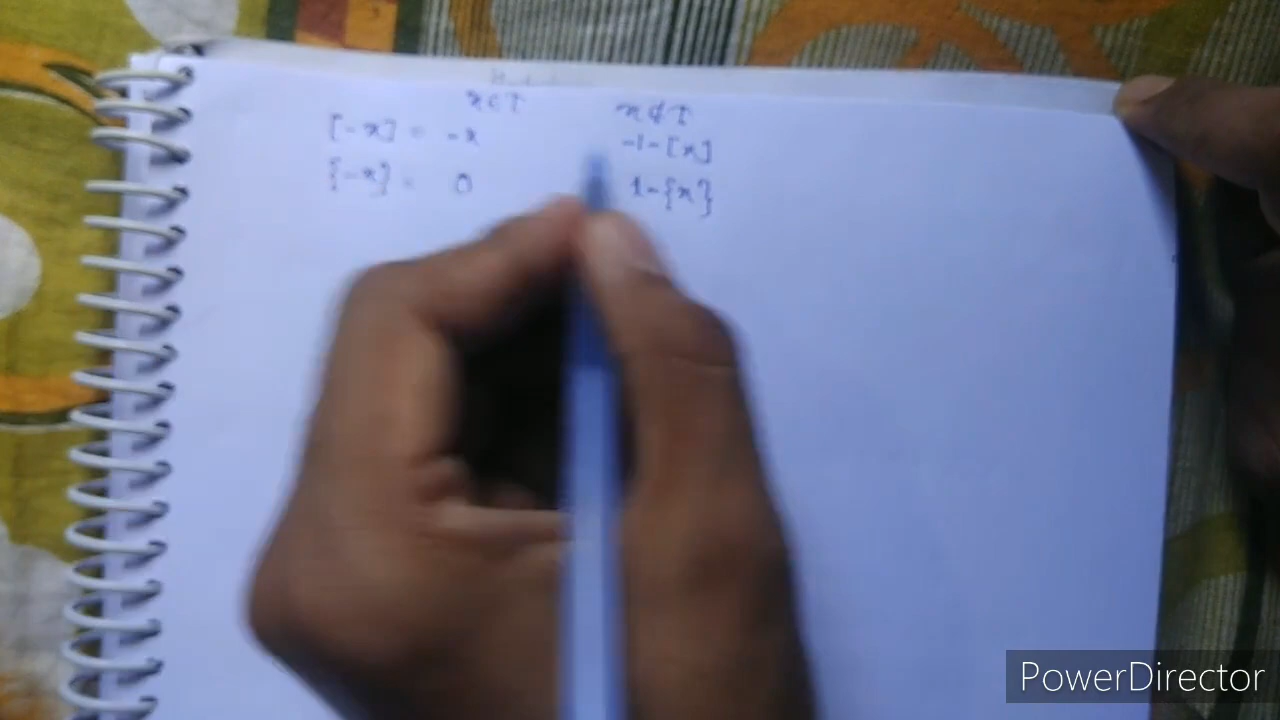 x∈I x∉I
[-x] = -x -1-[x]
{-x} = 0 1-{x}
PowerDirector